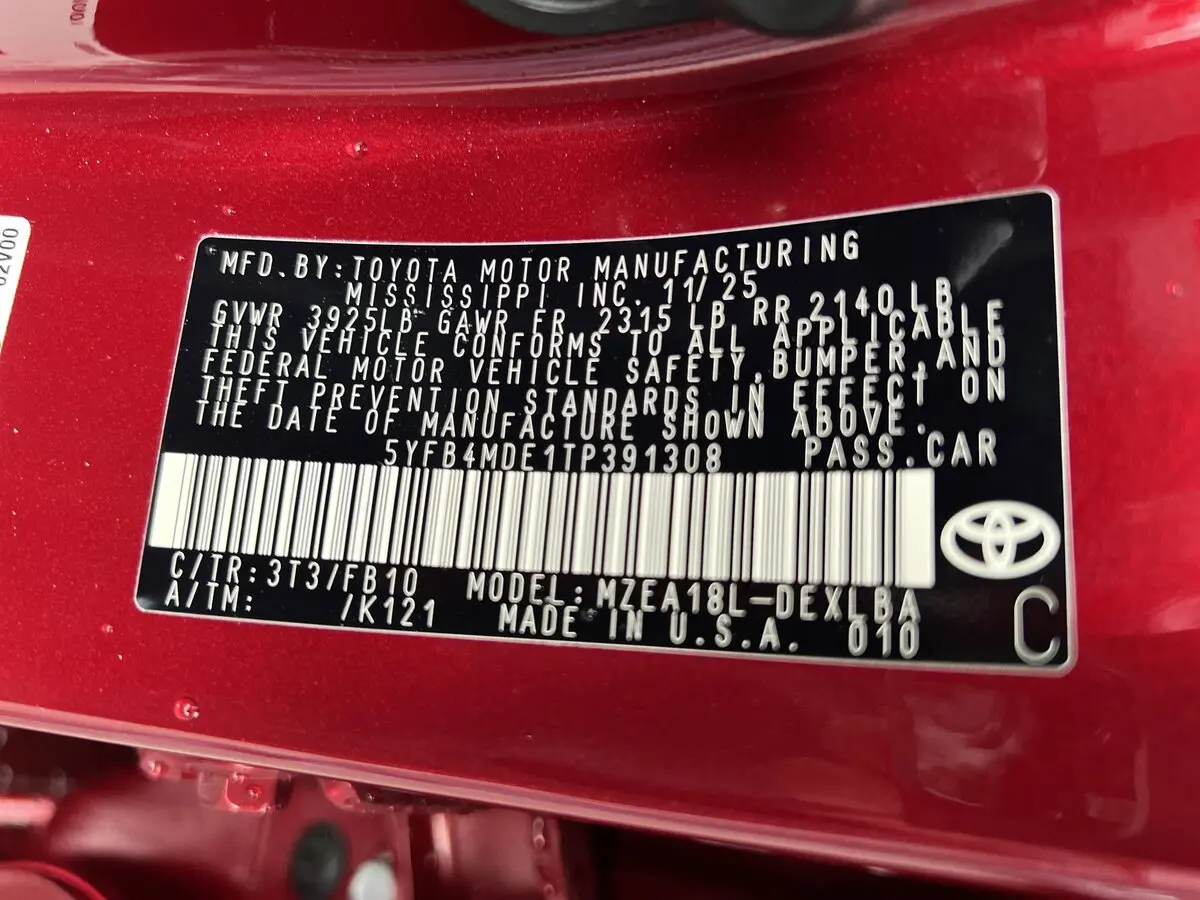 MFD.BY:TOYOTA MOTOR MANUFACTURING
MISSISSIPPI INC. 11/25
GVWR 3925LB GAWR FR 2315 LB RR 2140LB
THIS VEHICLE CONFORMS TO ALL APPLICABLE
FEDERAL MOTOR VEHICLE SAFETY,BUMPER,AND
THEFT PREVENTION STANDARDS IN EFFECT ON
THE DATE OF MANUFACTURE SHOWN ABOVE.
5YFB4MDE1TP391308 PASS.CAR
C/TR:3T3/FB10 MODEL:MZEA18L-DEXLBA
A/TM: /K121 MADE IN U.S.A. 010
C